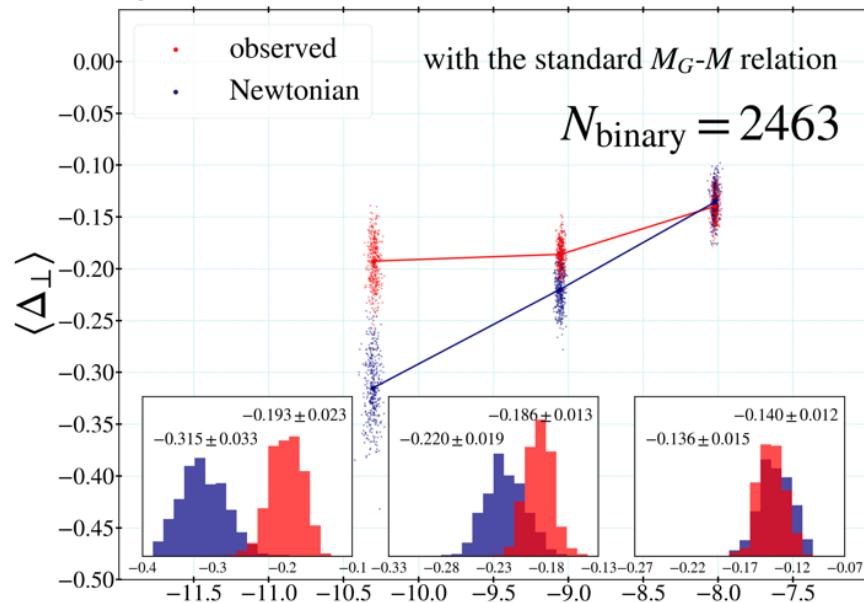 observed
Newtonian
with the standard M_G-M relation
N_binary = 2463
⟨Δ_⊥⟩
0.00
−0.05
−0.10
−0.15
−0.20
−0.25
−0.30
−0.35
−0.40
−0.45
−0.50
−0.193±0.023
−0.315±0.033
−0.4 −0.3 −0.2 −0.1
−0.186±0.013
−0.220±0.019
−0.33 −0.28 −0.23 −0.18 −0.13
−0.140±0.012
−0.136±0.015
−0.27 −0.22 −0.17 −0.12 −0.07
−11.5 −11.0 −10.5 −10.0 −9.5 −9.0 −8.5 −8.0 −7.5